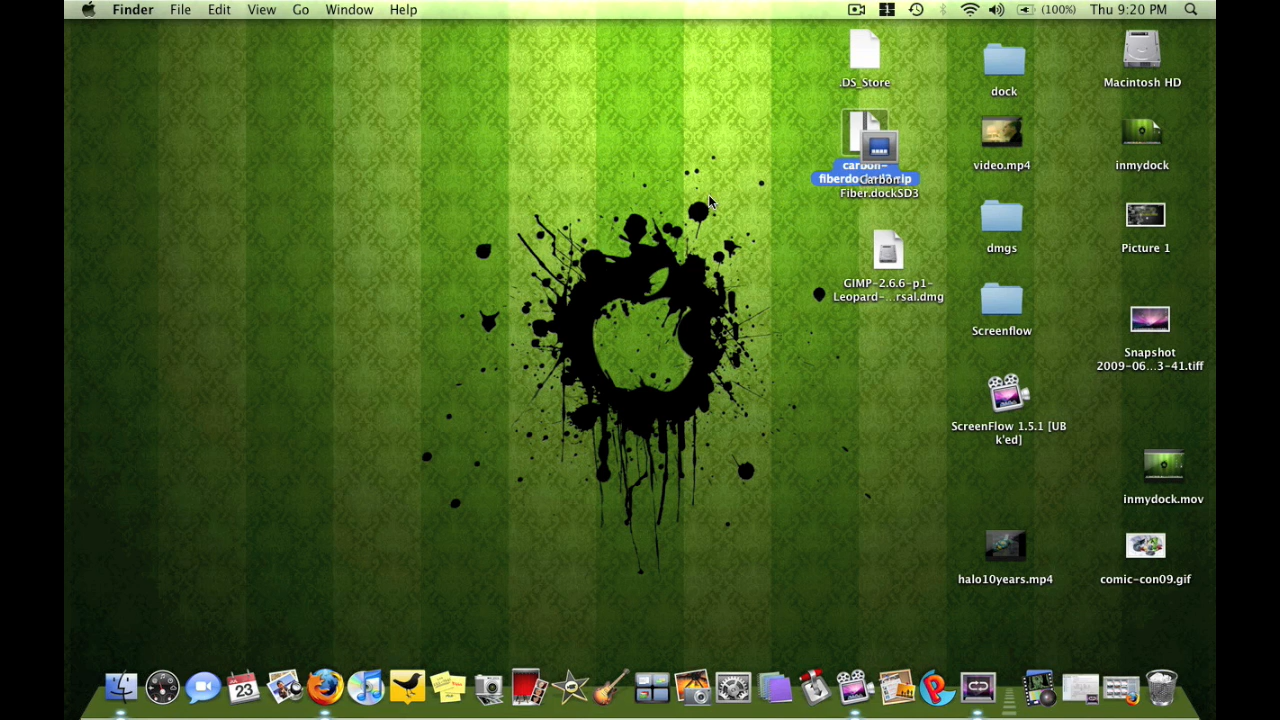 Finder File Edit View Go Window Help (100%) Thu 9:20 PM
.DS_Store
dock
Macintosh HD
Fiber.dockSD3
video.mp4
inmydock
GIMP-2.6.6-p1-
Leopard-...rsal.dmg
dmgs
Picture 1
Screenflow
Snapshot
2009-06...3-41.tiff
ScreenFlow 1.5.1 [UB
k'ed]
inmydock.mov
halo10years.mp4
comic-con09.gif
23